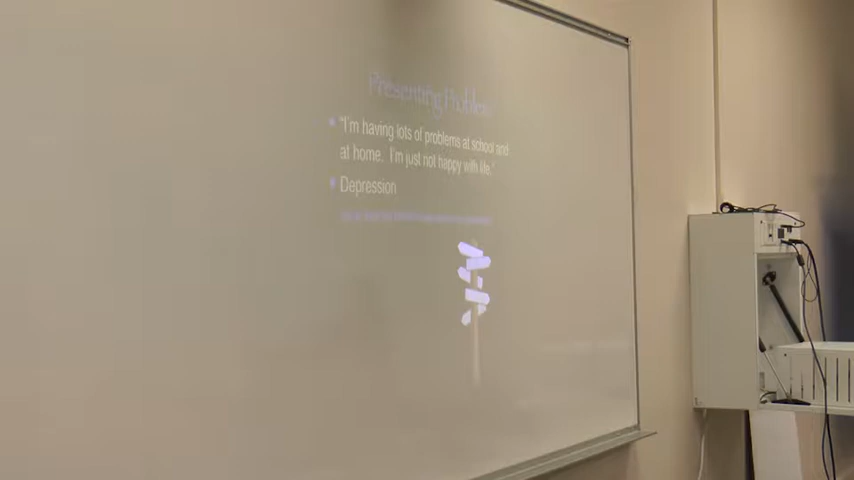 Presenting Problem
"I'm having lots of problems at school and
at home. I'm just not happy with life."
Depression